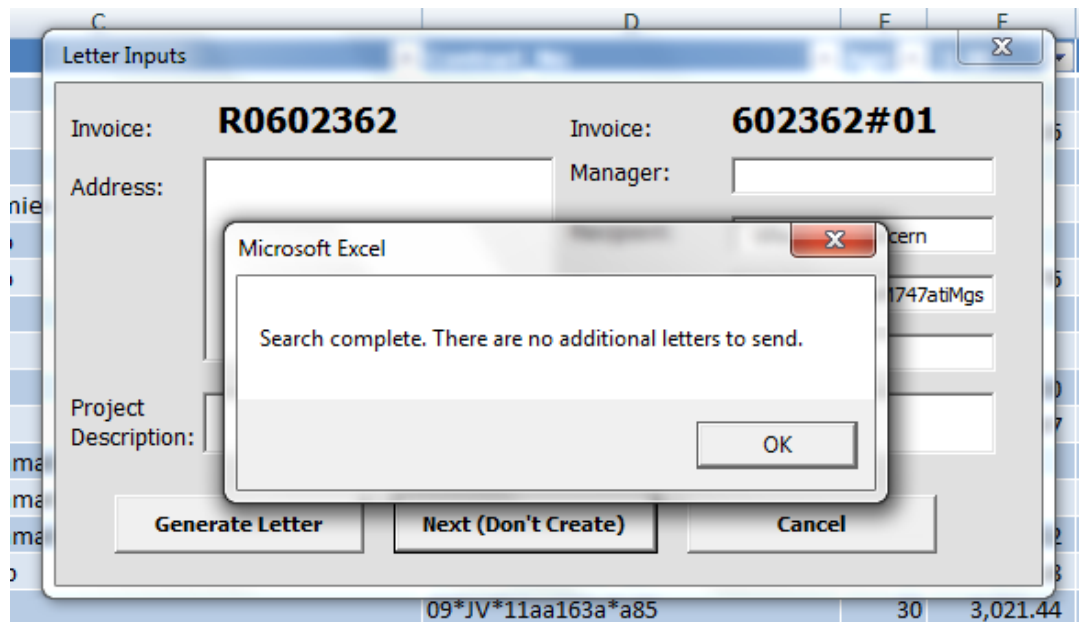 C D E F
Letter Inputs
Invoice: R0602362 Invoice: 602362#01
Address: Manager:
cern
Microsoft Excel
1747atiMgs
Search complete. There are no additional letters to send.
Project
Description:
OK
Generate Letter Next (Don't Create) Cancel
09*JV*11aa163a*a85 30 3,021.44